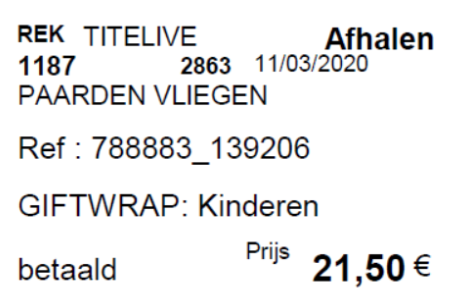 REK TITELIVE Afhalen
1187 2863 11/03/2020
PAARDEN VLIEGEN
Ref : 788883_139206
GIFTWRAP: Kinderen
betaald Prijs 21,50 €